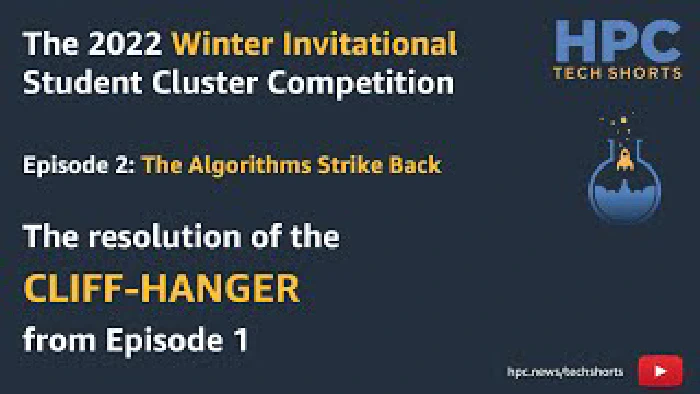 The 2022 Winter Invitational
Student Cluster Competition
HPC
TECH SHORTS
Episode 2: The Algorithms Strike Back
The resolution of the
CLIFF-HANGER
from Episode 1
hpc.news/techshorts